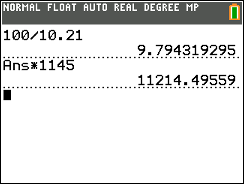 NORMAL FLOAT AUTO REAL DEGREE MP
100/10.21
9.794319295
Ans*1145
11214.49559